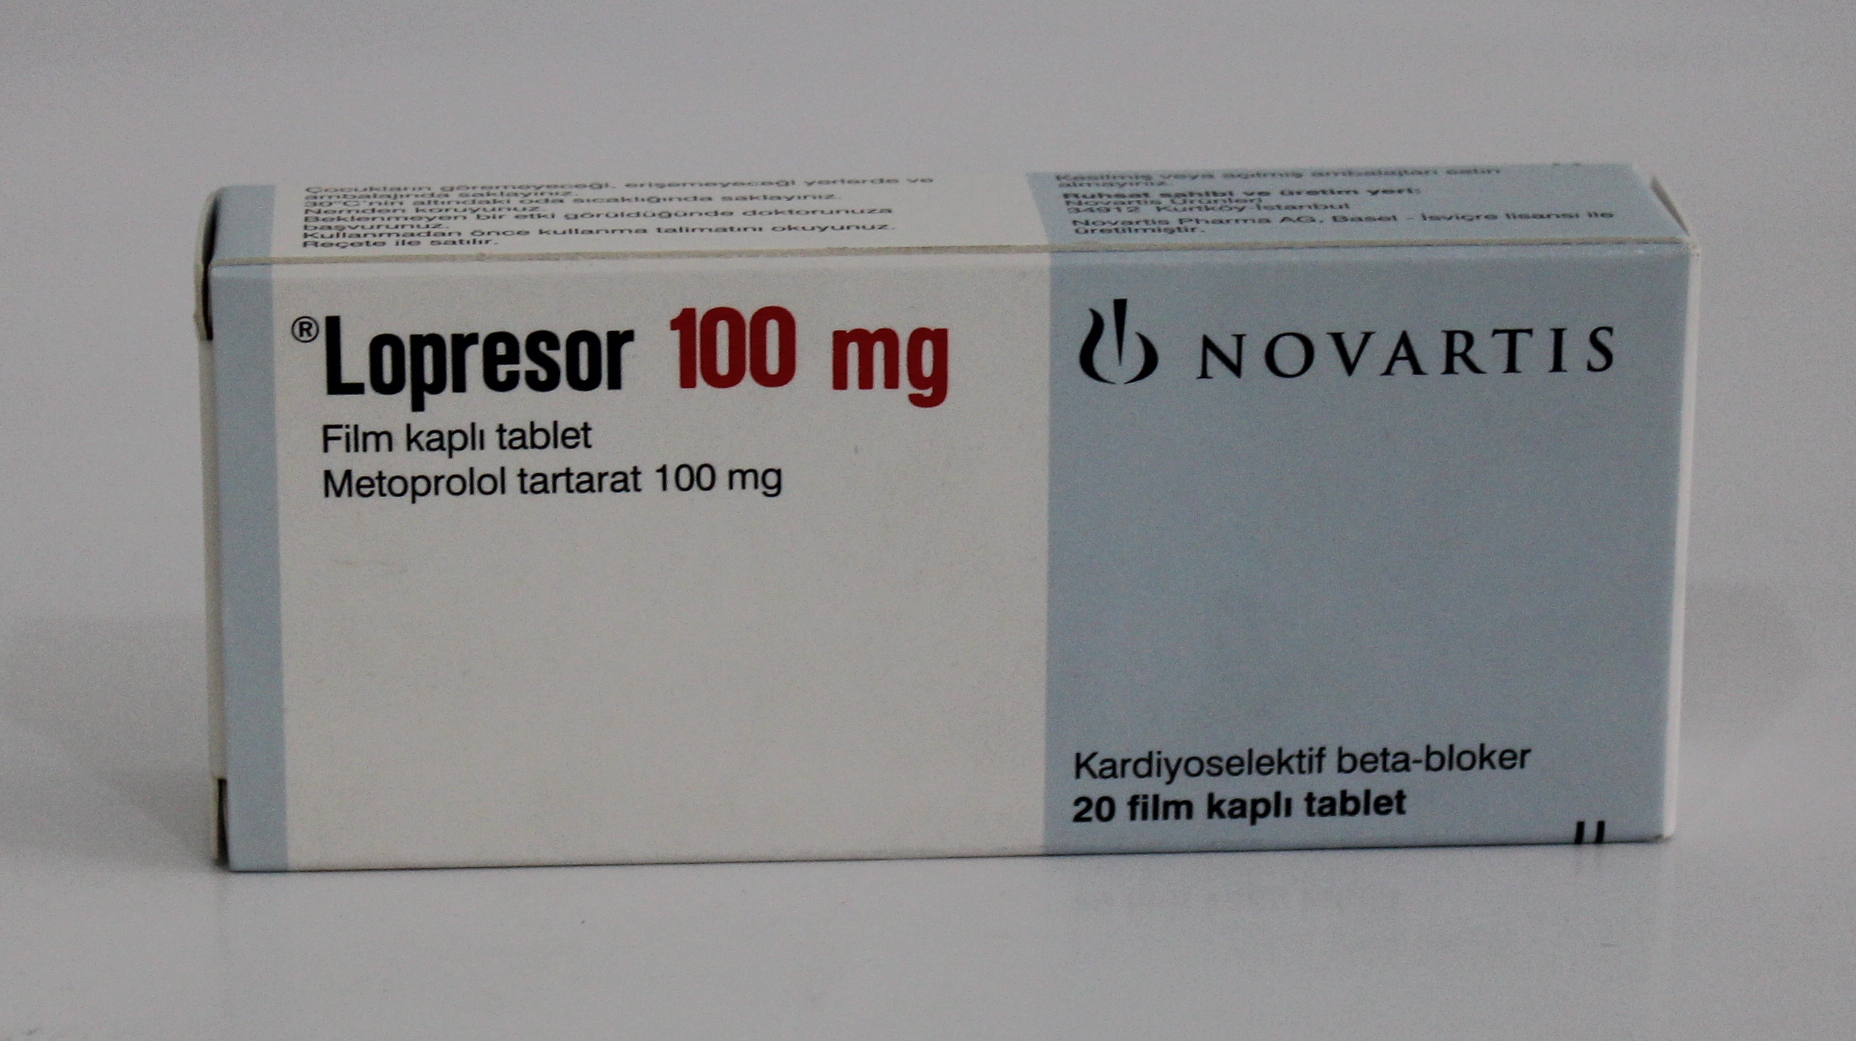 Çocukların göremeyeceği, erişemeyeceği yerlerde ve
ambalajında saklayınız.
30°C'nin altındaki oda sıcaklığında saklayınız.
Nemden koruyunuz
Beklenmeyen bir etki görüldüğünde doktorunuza
başvurunuz.
Kullanmadan önce kullanma talimatını okuyunuz.
Reçete ile satılır.
Kesilmiş veya açılmış ambalajları satın
almayınız.
Ruhsat sahibi ve üretim yeri:
Novartis Ürünleri
34912 Kurtköy-İstanbul
Novartis Pharma AG, Basel - İsviçre lisansı ile
üretilmiştir.
®Lopresor 100 mg
Film kaplı tablet
Metoprolol tartarat 100 mg
NOVARTIS
Kardiyoselektif beta-bloker
20 film kaplı tablet